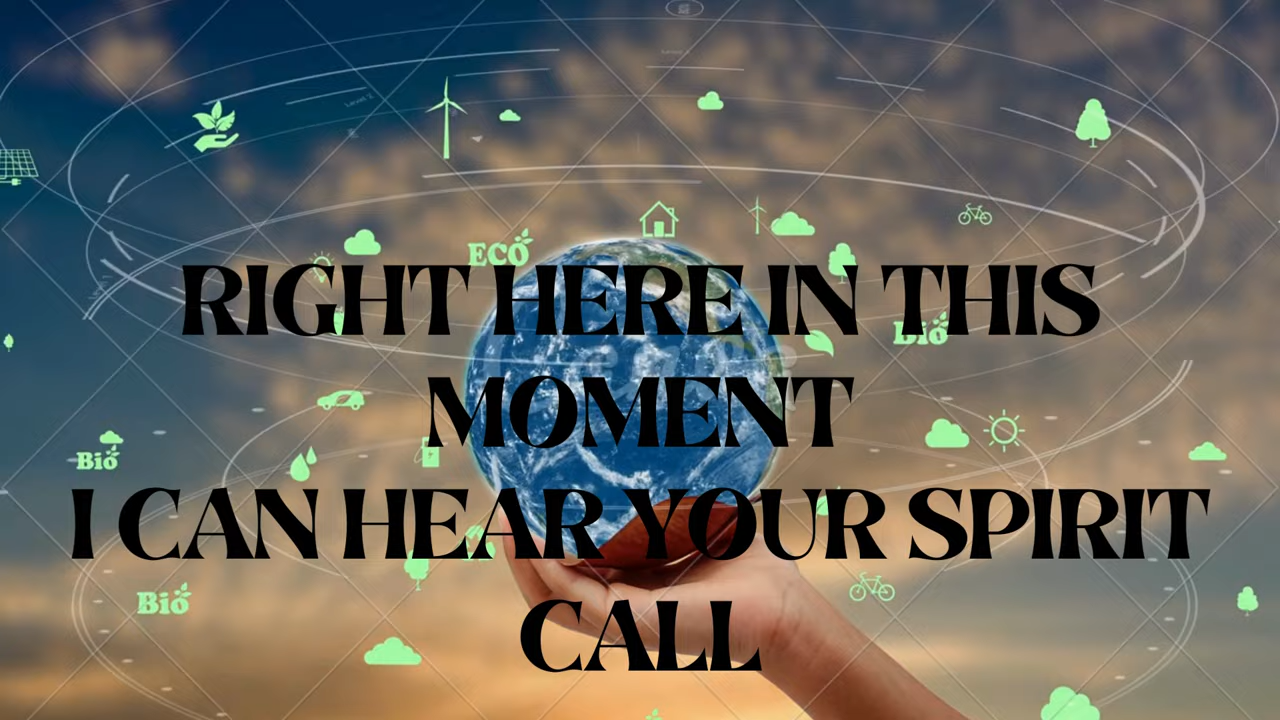 ECO
RIGHT HERE IN THIS
Bio
MOMENT
Bio
I CAN HEAR YOUR SPIRIT
Bio
CALL